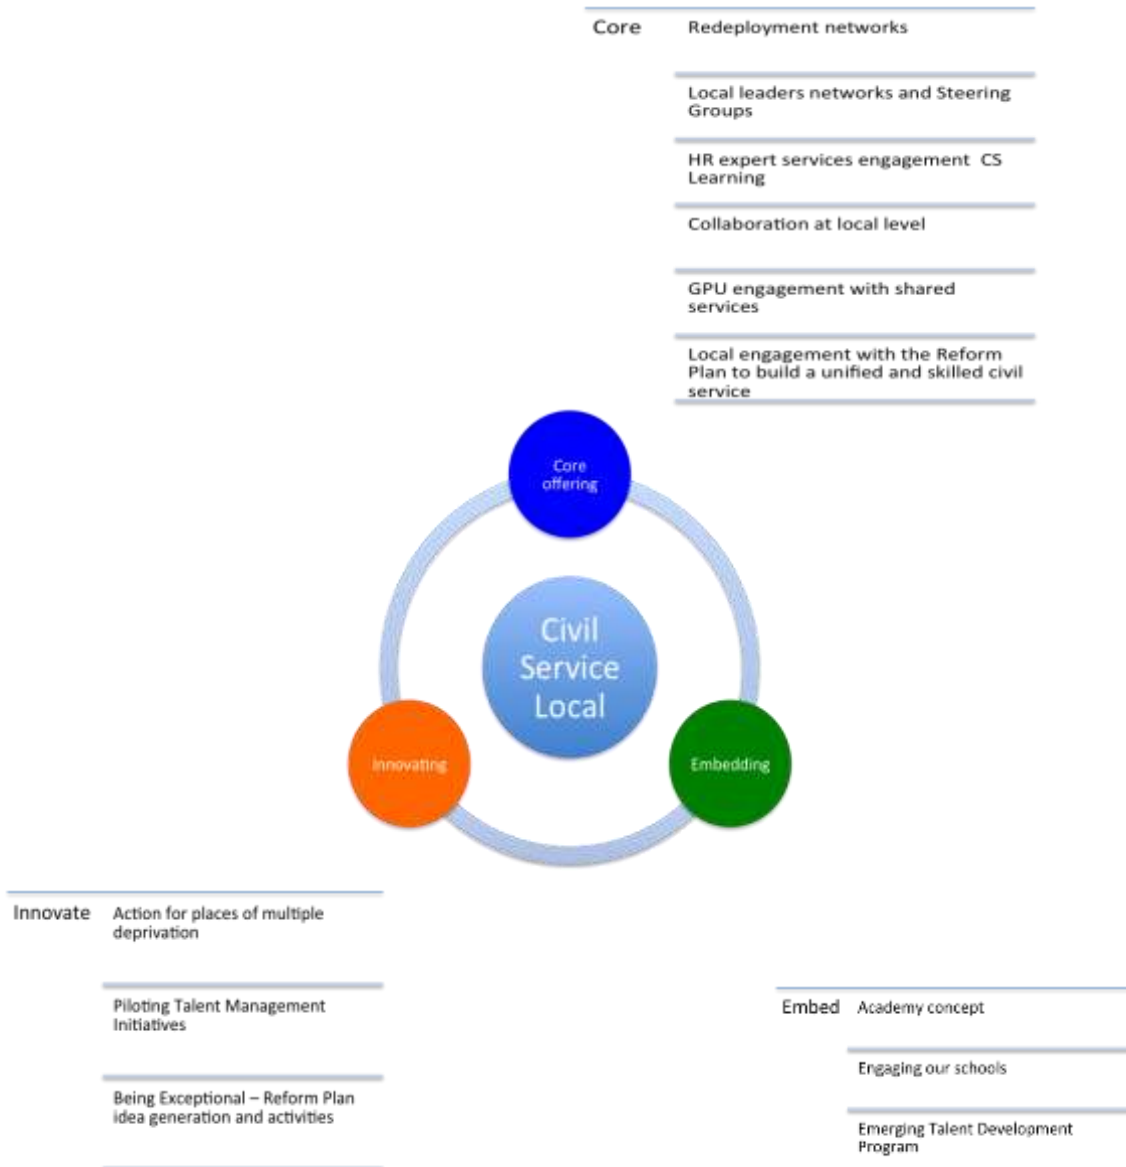 Core
Redeployment networks
Local leaders networks and Steering
Groups
HR expert services engagement  CS
Learning
Collaboration at local level
GPU engagement with shared
services
Local engagement with the Reform
Plan to build a unified and skilled civil
service
Core
offering
Civil
Service
Local
Innovating
Embedding
Innovate
Action for places of multiple
deprivation
Piloting Talent Management
Initiatives
Being Exceptional – Reform Plan
idea generation and activities
Embed
Academy concept
Engaging our schools
Emerging Talent Development
Program